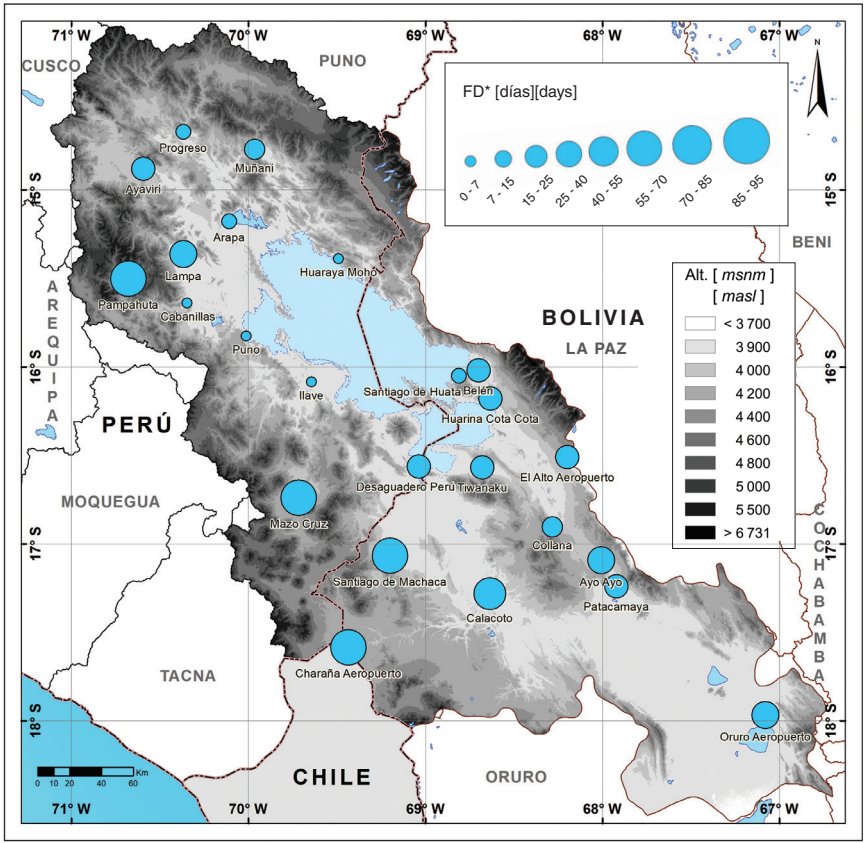 71° W
70° W
69° W
68° W
67° W
CUSCO
PUNO
N
FD* [días][days]
0 - 7
7 - 15
15 - 25
25 - 40
40 - 55
55 - 70
70 - 85
85 - 95
Progreso
Muñani
Ayaviri
15°S
15°S
Arapa
BENI
Lampa
Huaraya Moho
Pampahuta
Cabanillas
AREQUIPA
Alt. [ msnm ]
[ masl ]
< 3 700
3 900
4 000
4 200
4 400
4 600
4 800
5 000
5 500
> 6 731
BOLIVIA
LA PAZ
Puno
16°S
16°S
Ilave
Santiago de Huata
Belén
Huarina Cota Cota
PERÚ
Desaguadero Perú
Tiwanaku
El Alto Aeropuerto
MOQUEGUA
Mazo Cruz
COCHABAMBA
17°S
17°S
Collana
Santiago de Machaca
Ayo Ayo
Patacamaya
Calacoto
TACNA
Charaña Aeropuerto
18°S
18°S
Oruro Aeropuerto
CHILE
ORURO
Km
0 10 20 40 60
71° W
70° W
69° W
68° W
67° W